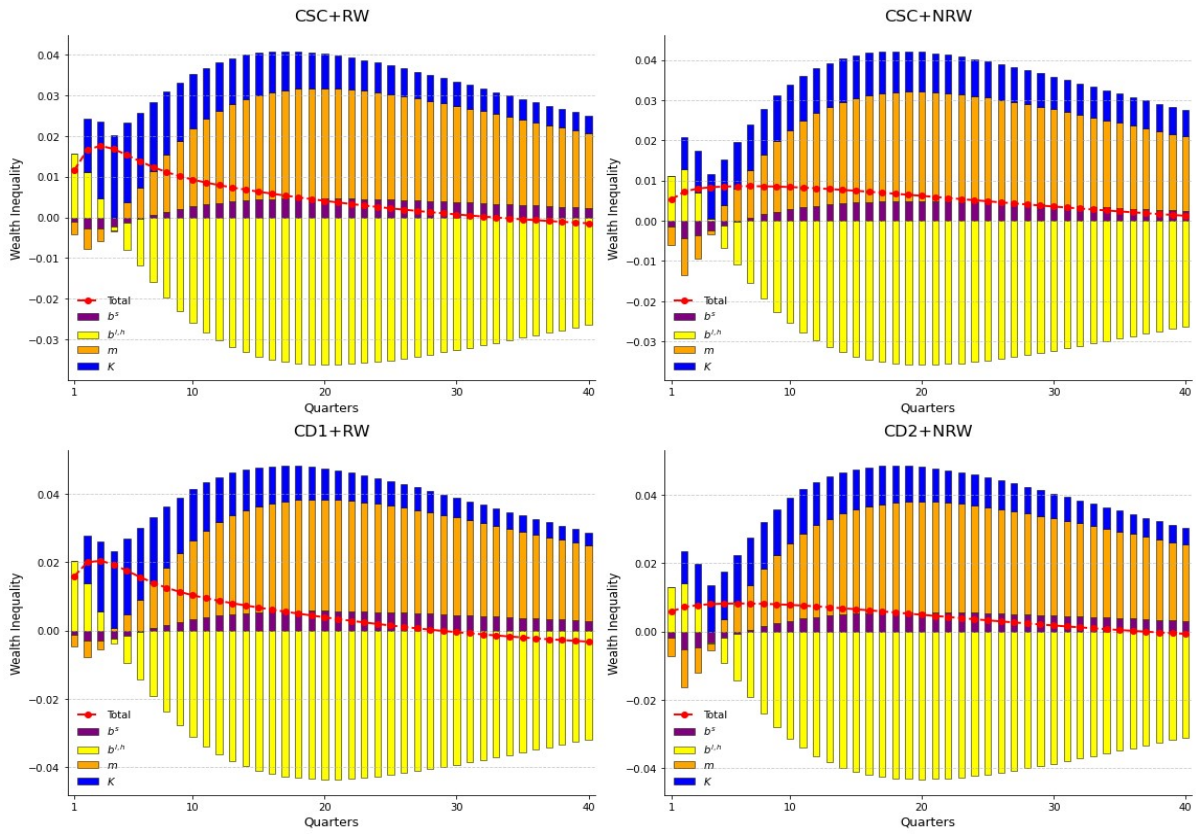 CSC+RW
Wealth Inequality
0.04
0.03
0.02
0.01
0.00
−0.01
−0.02
−0.03
Total
b^s
b^{l,h}
m
K
1 10 20 30 40
Quarters
CSC+NRW
Wealth Inequality
0.04
0.03
0.02
0.01
0.00
−0.01
−0.02
−0.03
Total
b^s
b^{l,h}
m
K
1 10 20 30 40
Quarters
CD1+RW
Wealth Inequality
0.04
0.02
0.00
−0.02
−0.04
Total
b^s
b^{l,h}
m
K
1 10 20 30 40
Quarters
CD2+NRW
Wealth Inequality
0.04
0.02
0.00
−0.02
−0.04
Total
b^s
b^{l,h}
m
K
1 10 20 30 40
Quarters